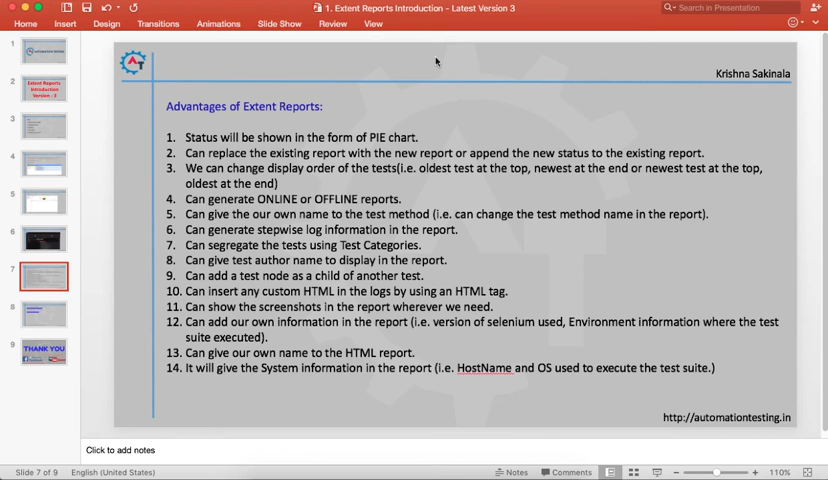 1. Extent Reports Introduction - Latest Version 3
Search in Presentation
Home Insert Design Transitions Animations Slide Show Review View
1
2
Extent Reports
Introduction
Version - 3
3
4
5
6
7
8
9
THANK YOU
AT
Krishna Sakinala
Advantages of Extent Reports:
1. Status will be shown in the form of PIE chart.
2. Can replace the existing report with the new report or append the new status to the existing report.
3. We can change display order of the tests(i.e. oldest test at the top, newest at the end or newest test at the top,
oldest at the end)
4. Can generate ONLINE or OFFLINE reports.
5. Can give the our own name to the test method (i.e. can change the test method name in the report).
6. Can generate stepwise log information in the report.
7. Can segregate the tests using Test Categories.
8. Can give test author name to display in the report.
9. Can add a test node as a child of another test.
10. Can insert any custom HTML in the logs by using an HTML tag.
11. Can show the screenshots in the report wherever we need.
12. Can add our own information in the report (i.e. version of selenium used, Environment information where the test
suite executed).
13. Can give our own name to the HTML report.
14. It will give the System information in the report (i.e. HostName and OS used to execute the test suite.)
http://automationtesting.in
Click to add notes
Slide 7 of 9 English (United States) Notes Comments 110%